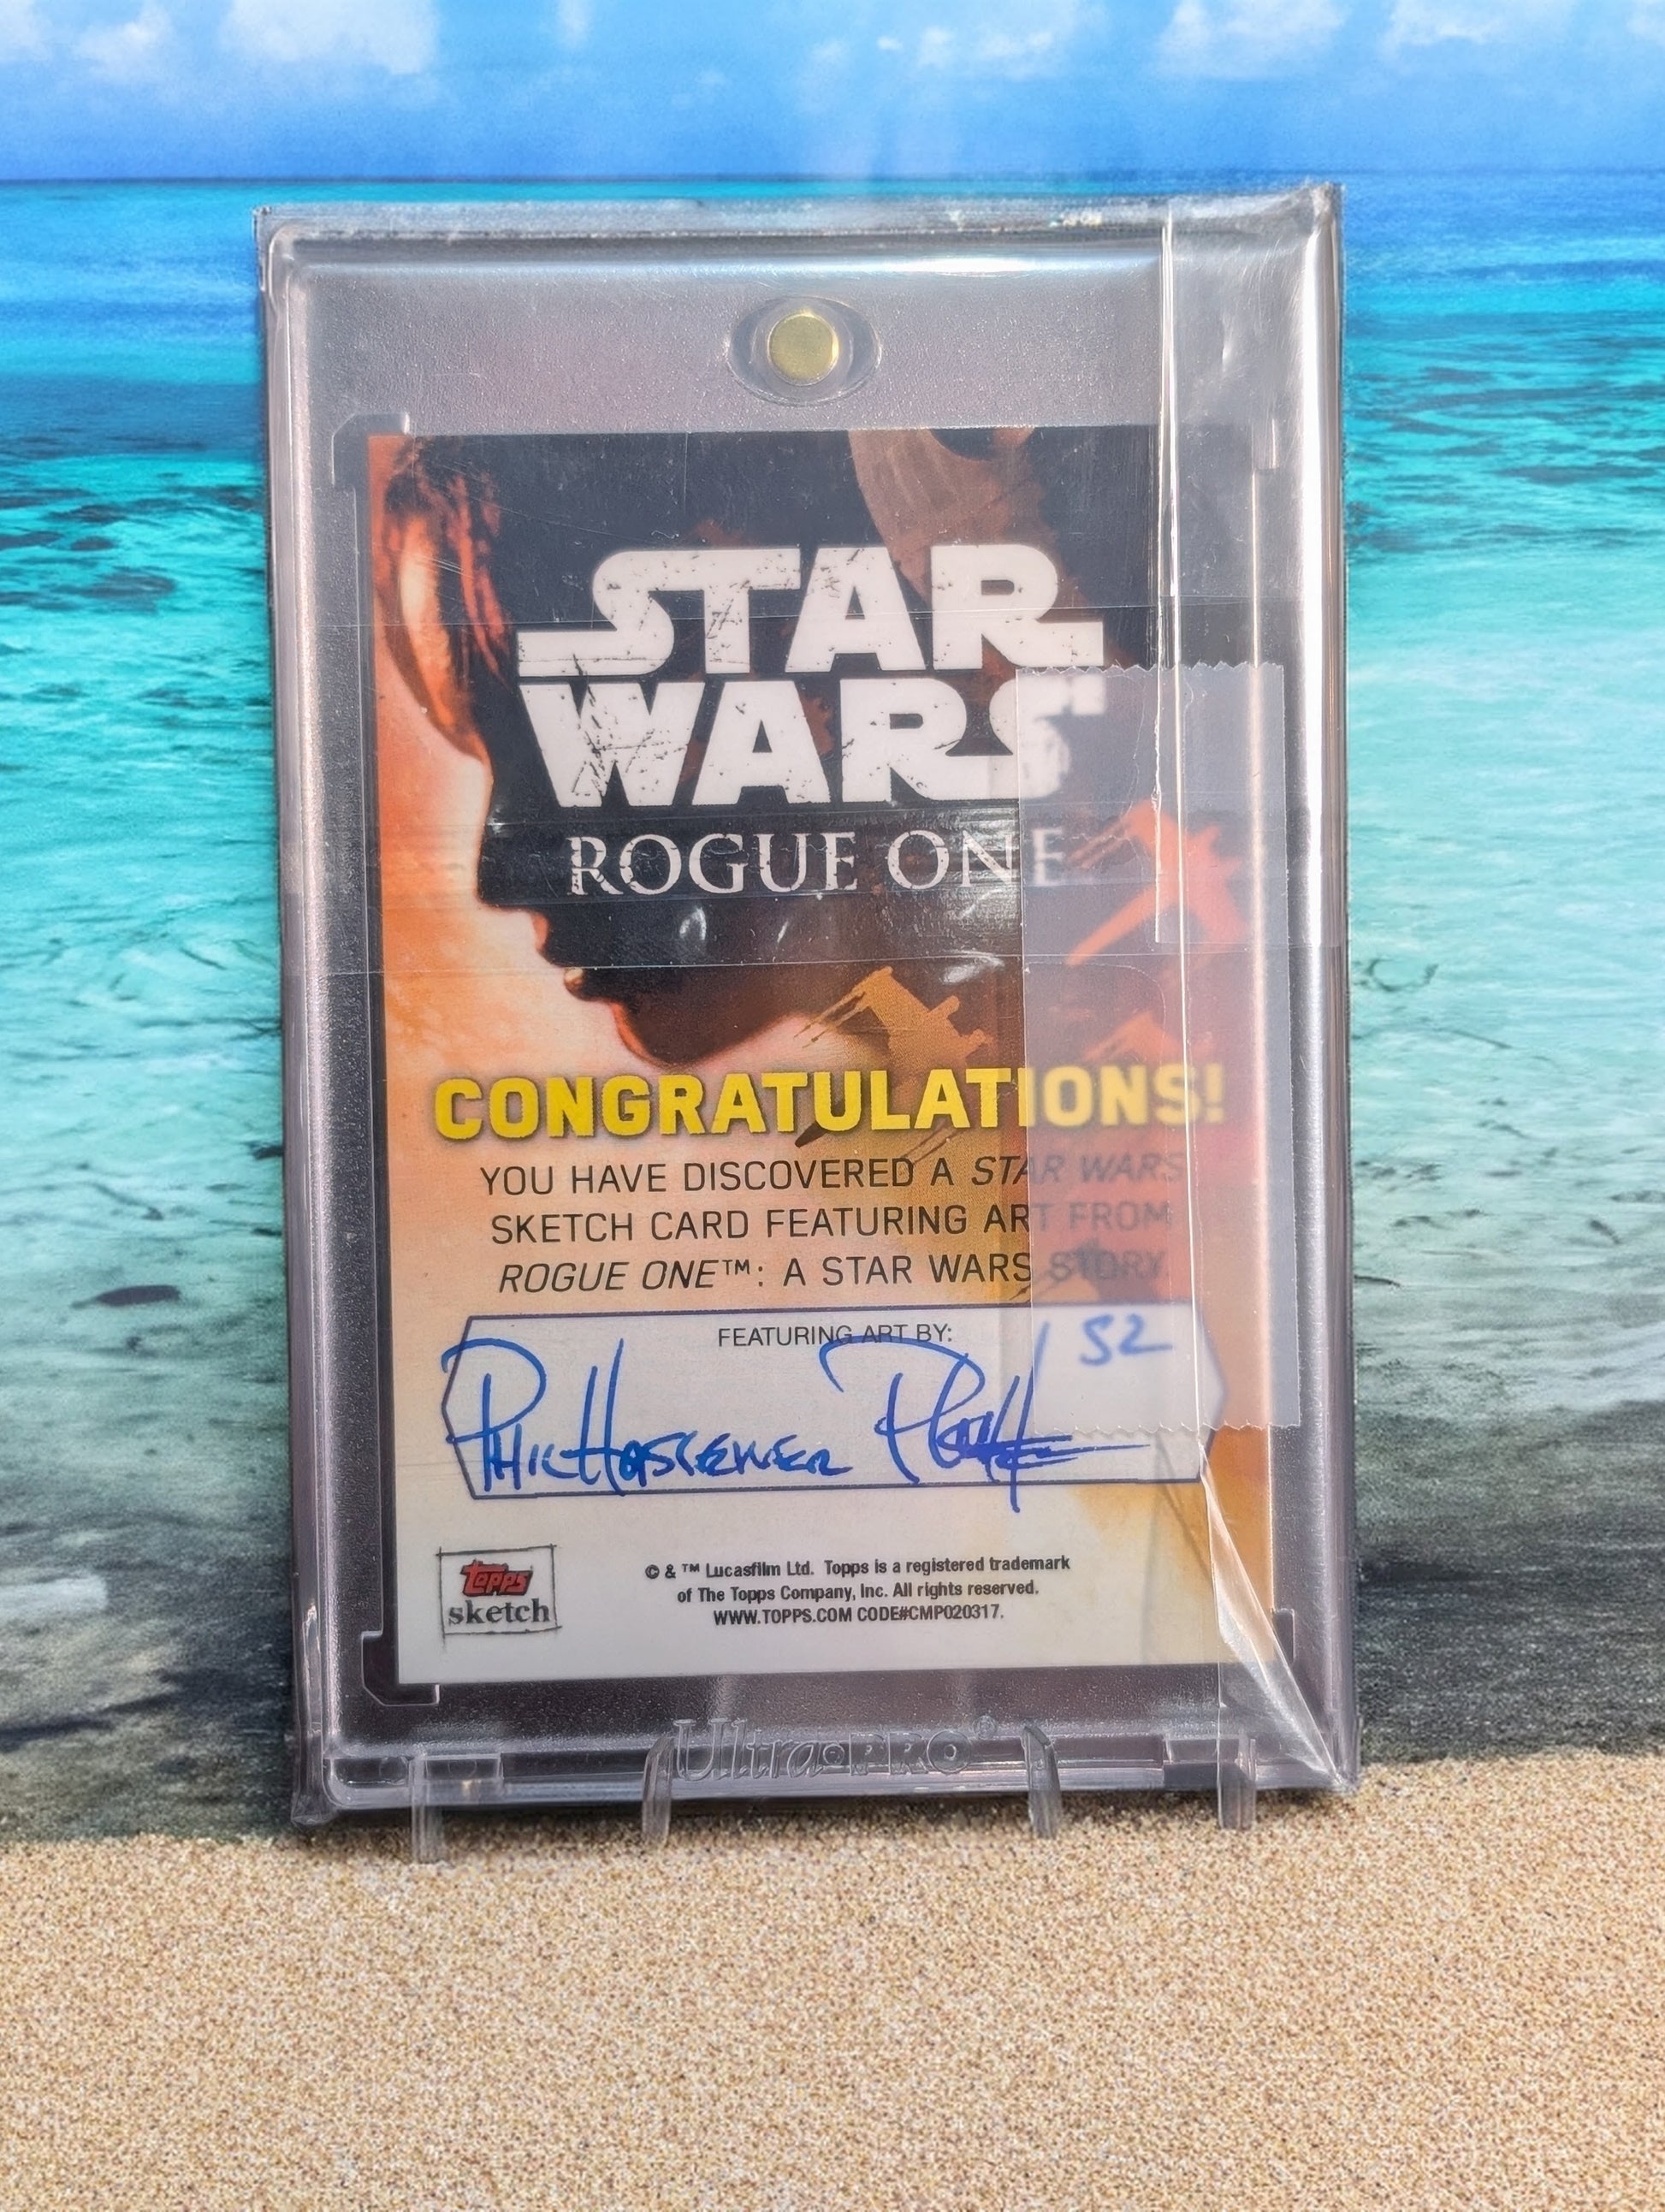 STAR
WARS
ROGUE ONE
CONGRATULATIONS!
YOU HAVE DISCOVERED A STAR WARS
SKETCH CARD FEATURING ART FROM
ROGUE ONE™: A STAR WARS STORY.
FEATURING ART BY:
52
PHIL HASSEWEER
topps
sketch
© & ™ Lucasfilm Ltd. Topps is a registered trademark
of The Topps Company, Inc. All rights reserved.
WWW.TOPPS.COM CODE#CMP020317.
Ultra•PRO®